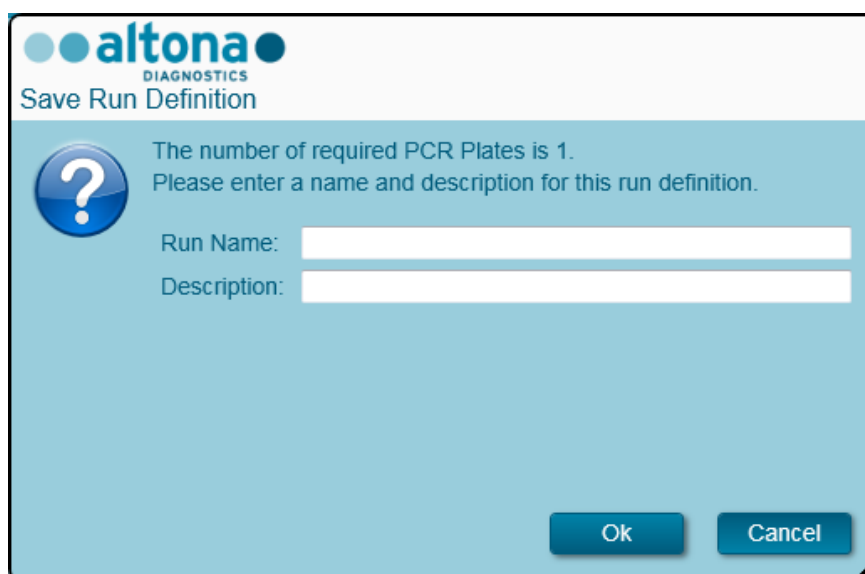 altona
DIAGNOSTICS
Save Run Definition
The number of required PCR Plates is 1.
Please enter a name and description for this run definition.
Run Name:
Description:
Ok Cancel